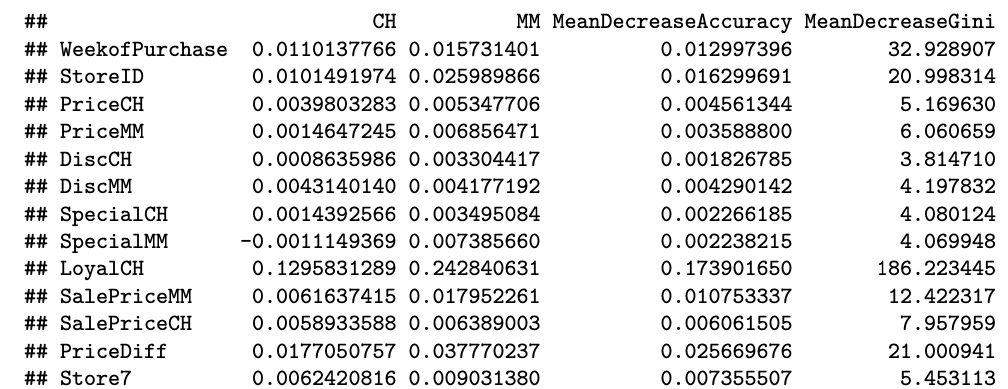 ##                         CH          MM MeanDecreaseAccuracy MeanDecreaseGini
## WeekofPurchase  0.0110137766 0.015731401          0.012997396        32.928907
## StoreID         0.0101491974 0.025989866          0.016299691        20.998314
## PriceCH         0.0039803283 0.005347706          0.004561344         5.169630
## PriceMM         0.0014647245 0.006856471          0.003588800         6.060659
## DiscCH          0.0008635986 0.003304417          0.001826785         3.814710
## DiscMM          0.0043140140 0.004177192          0.004290142         4.197832
## SpecialCH       0.0014392566 0.003495084          0.002266185         4.080124
## SpecialMM      -0.0011149369 0.007385660          0.002238215         4.069948
## LoyalCH         0.1295831289 0.242840631          0.173901650       186.223445
## SalePriceMM     0.0061637415 0.017952261          0.010753337        12.422317
## SalePriceCH     0.0058933588 0.006389003          0.006061505         7.957959
## PriceDiff       0.0177050757 0.037770237          0.025669676        21.000941
## Store7          0.0062420816 0.009031380          0.007355507         5.453113